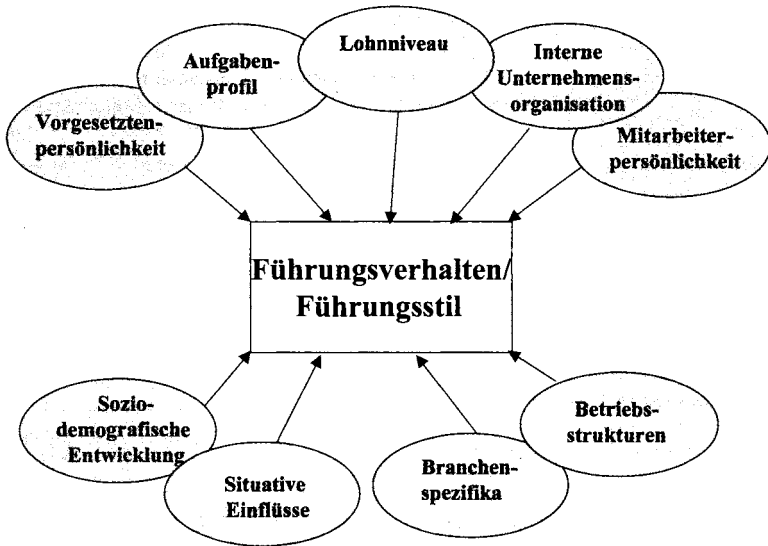 Lohnniveau
Aufgaben-
profil
Interne
Unternehmens-
organisation
Vorgesetzten-
persönlichkeit
Mitarbeiter-
persönlichkeit
Führungsverhalten/
Führungsstil
Sozio-
demografische
Entwicklung
Situative
Einflüsse
Branchen-
spezifika
Betriebs-
strukturen